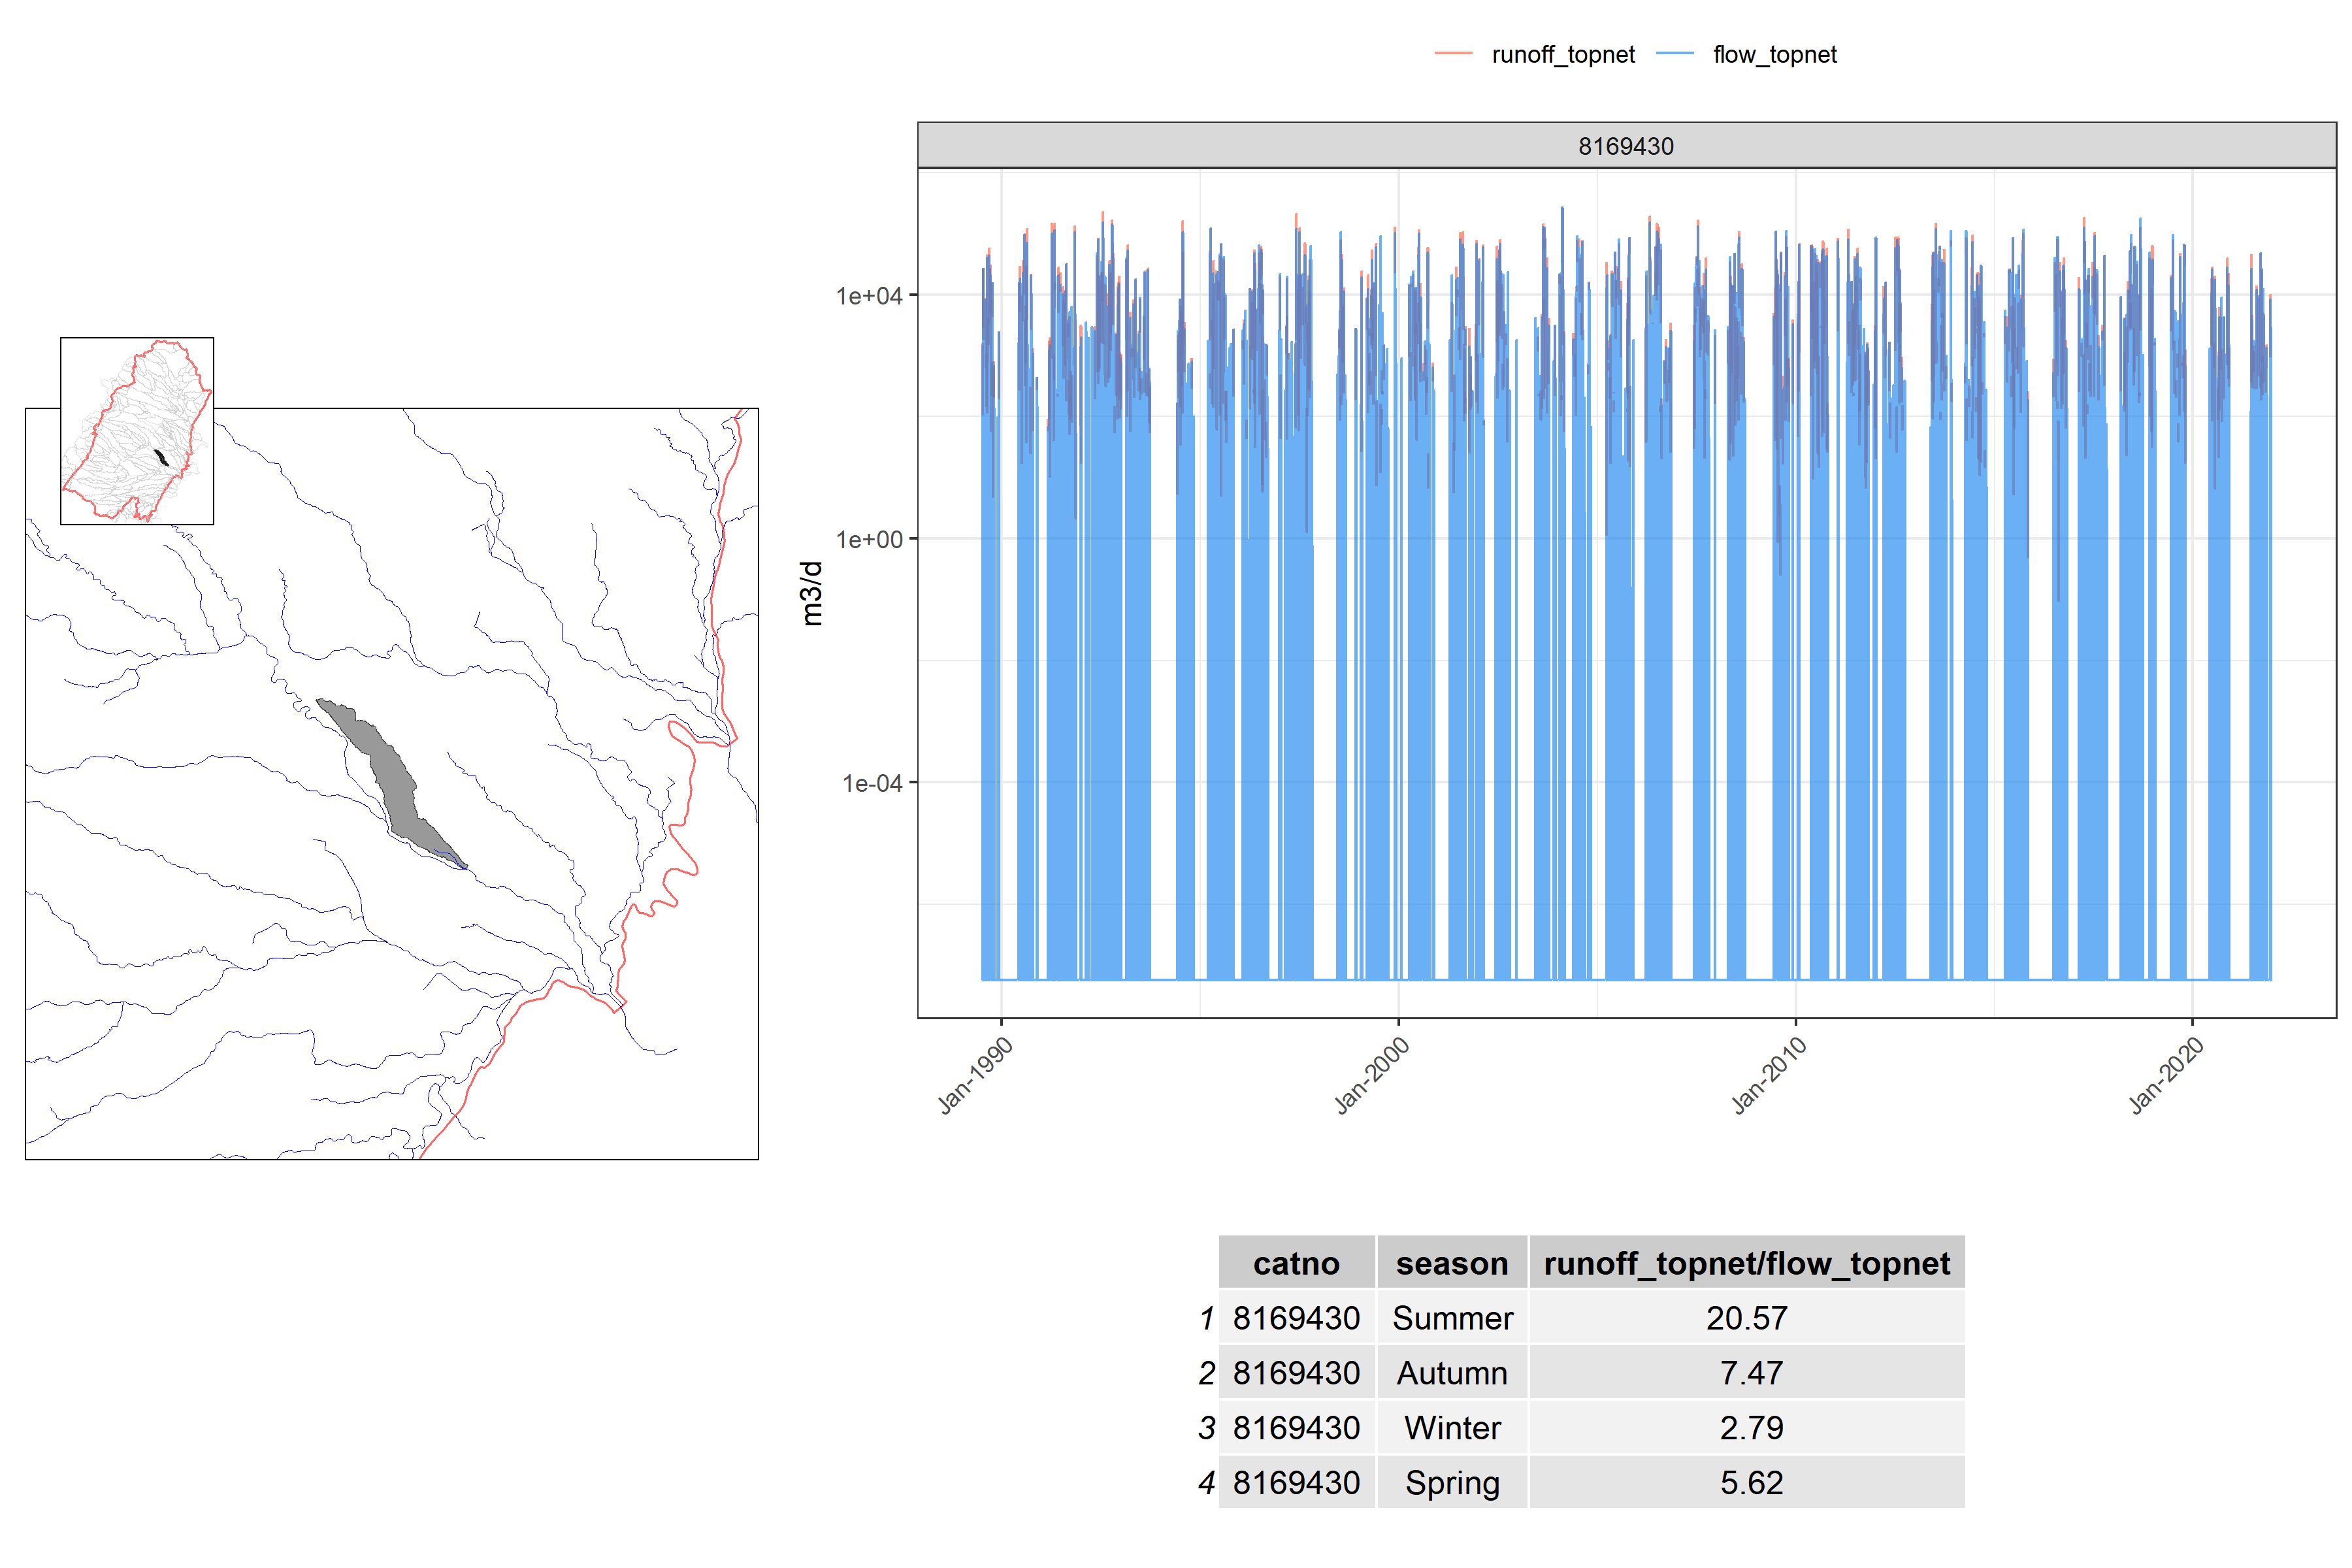 runoff_topnet flow_topnet
8169430
1e+04
1e+00
1e-04
m3/d
Jan-1990 Jan-2000 Jan-2010 Jan-2020
catno season runoff_topnet/flow_topnet
1 8169430 Summer 20.57
2 8169430 Autumn 7.47
3 8169430 Winter 2.79
4 8169430 Spring 5.62